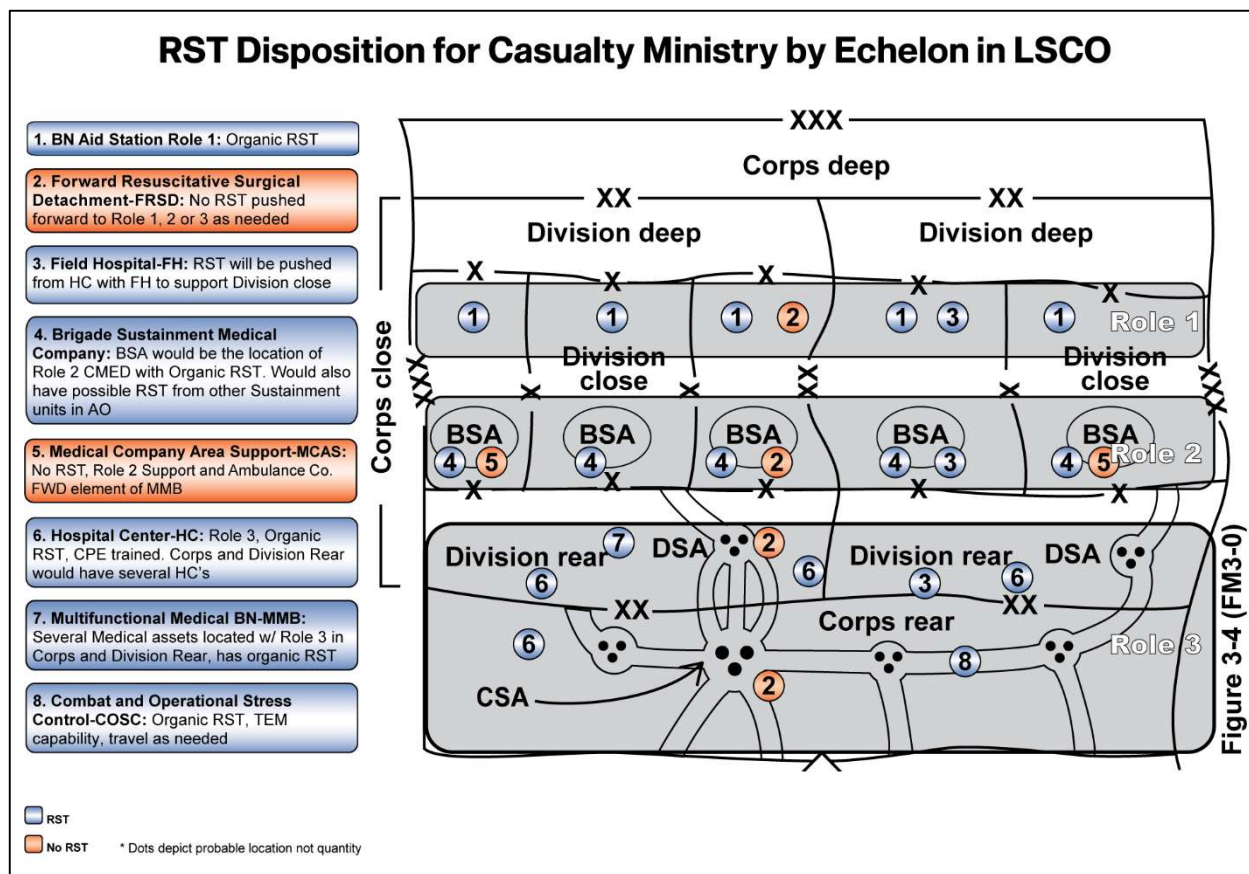 RST Disposition for Casualty Ministry by Echelon in LSCO
1. BN Aid Station Role 1: Organic RST
2. Forward Resuscitative Surgical
Detachment-FRSD: No RST pushed
forward to Role 1, 2 or 3 as needed
3. Field Hospital-FH: RST will be pushed
from HC with FH to support Division close
4. Brigade Sustainment Medical
Company: BSA would be the location of
Role 2 CMED with Organic RST. Would also
have possible RST from other Sustainment
units in AO
5. Medical Company Area Support-MCAS:
No RST, Role 2 Support and Ambulance Co.
FWD element of MMB
6. Hospital Center-HC: Role 3, Organic
RST, CPE trained. Corps and Division Rear
would have several HC's
7. Multifunctional Medical BN-MMB:
Several Medical assets located w/ Role 3 in
Corps and Division Rear, has organic RST
8. Combat and Operational Stress
Control-COSC: Organic RST, TEM
capability, travel as needed
RST
No RST
* Dots depict probable location not quantity
XXX
Corps deep
XX XX
Division deep Division deep
X X X X X
1 1 1 2 1 3 1 Role 1
Corps close
Division close
Division close
XXX X X XX X XXX
BSA BSA BSA BSA BSA
4 5 4 4 2 4 3 4 5 Role 2
X X X X X
Division rear 7 DSA 2 Division rear DSA
6 6 3 6
XX XX
Corps rear
6 8 Role 3
CSA 2
Figure 3-4 (FM3-0)